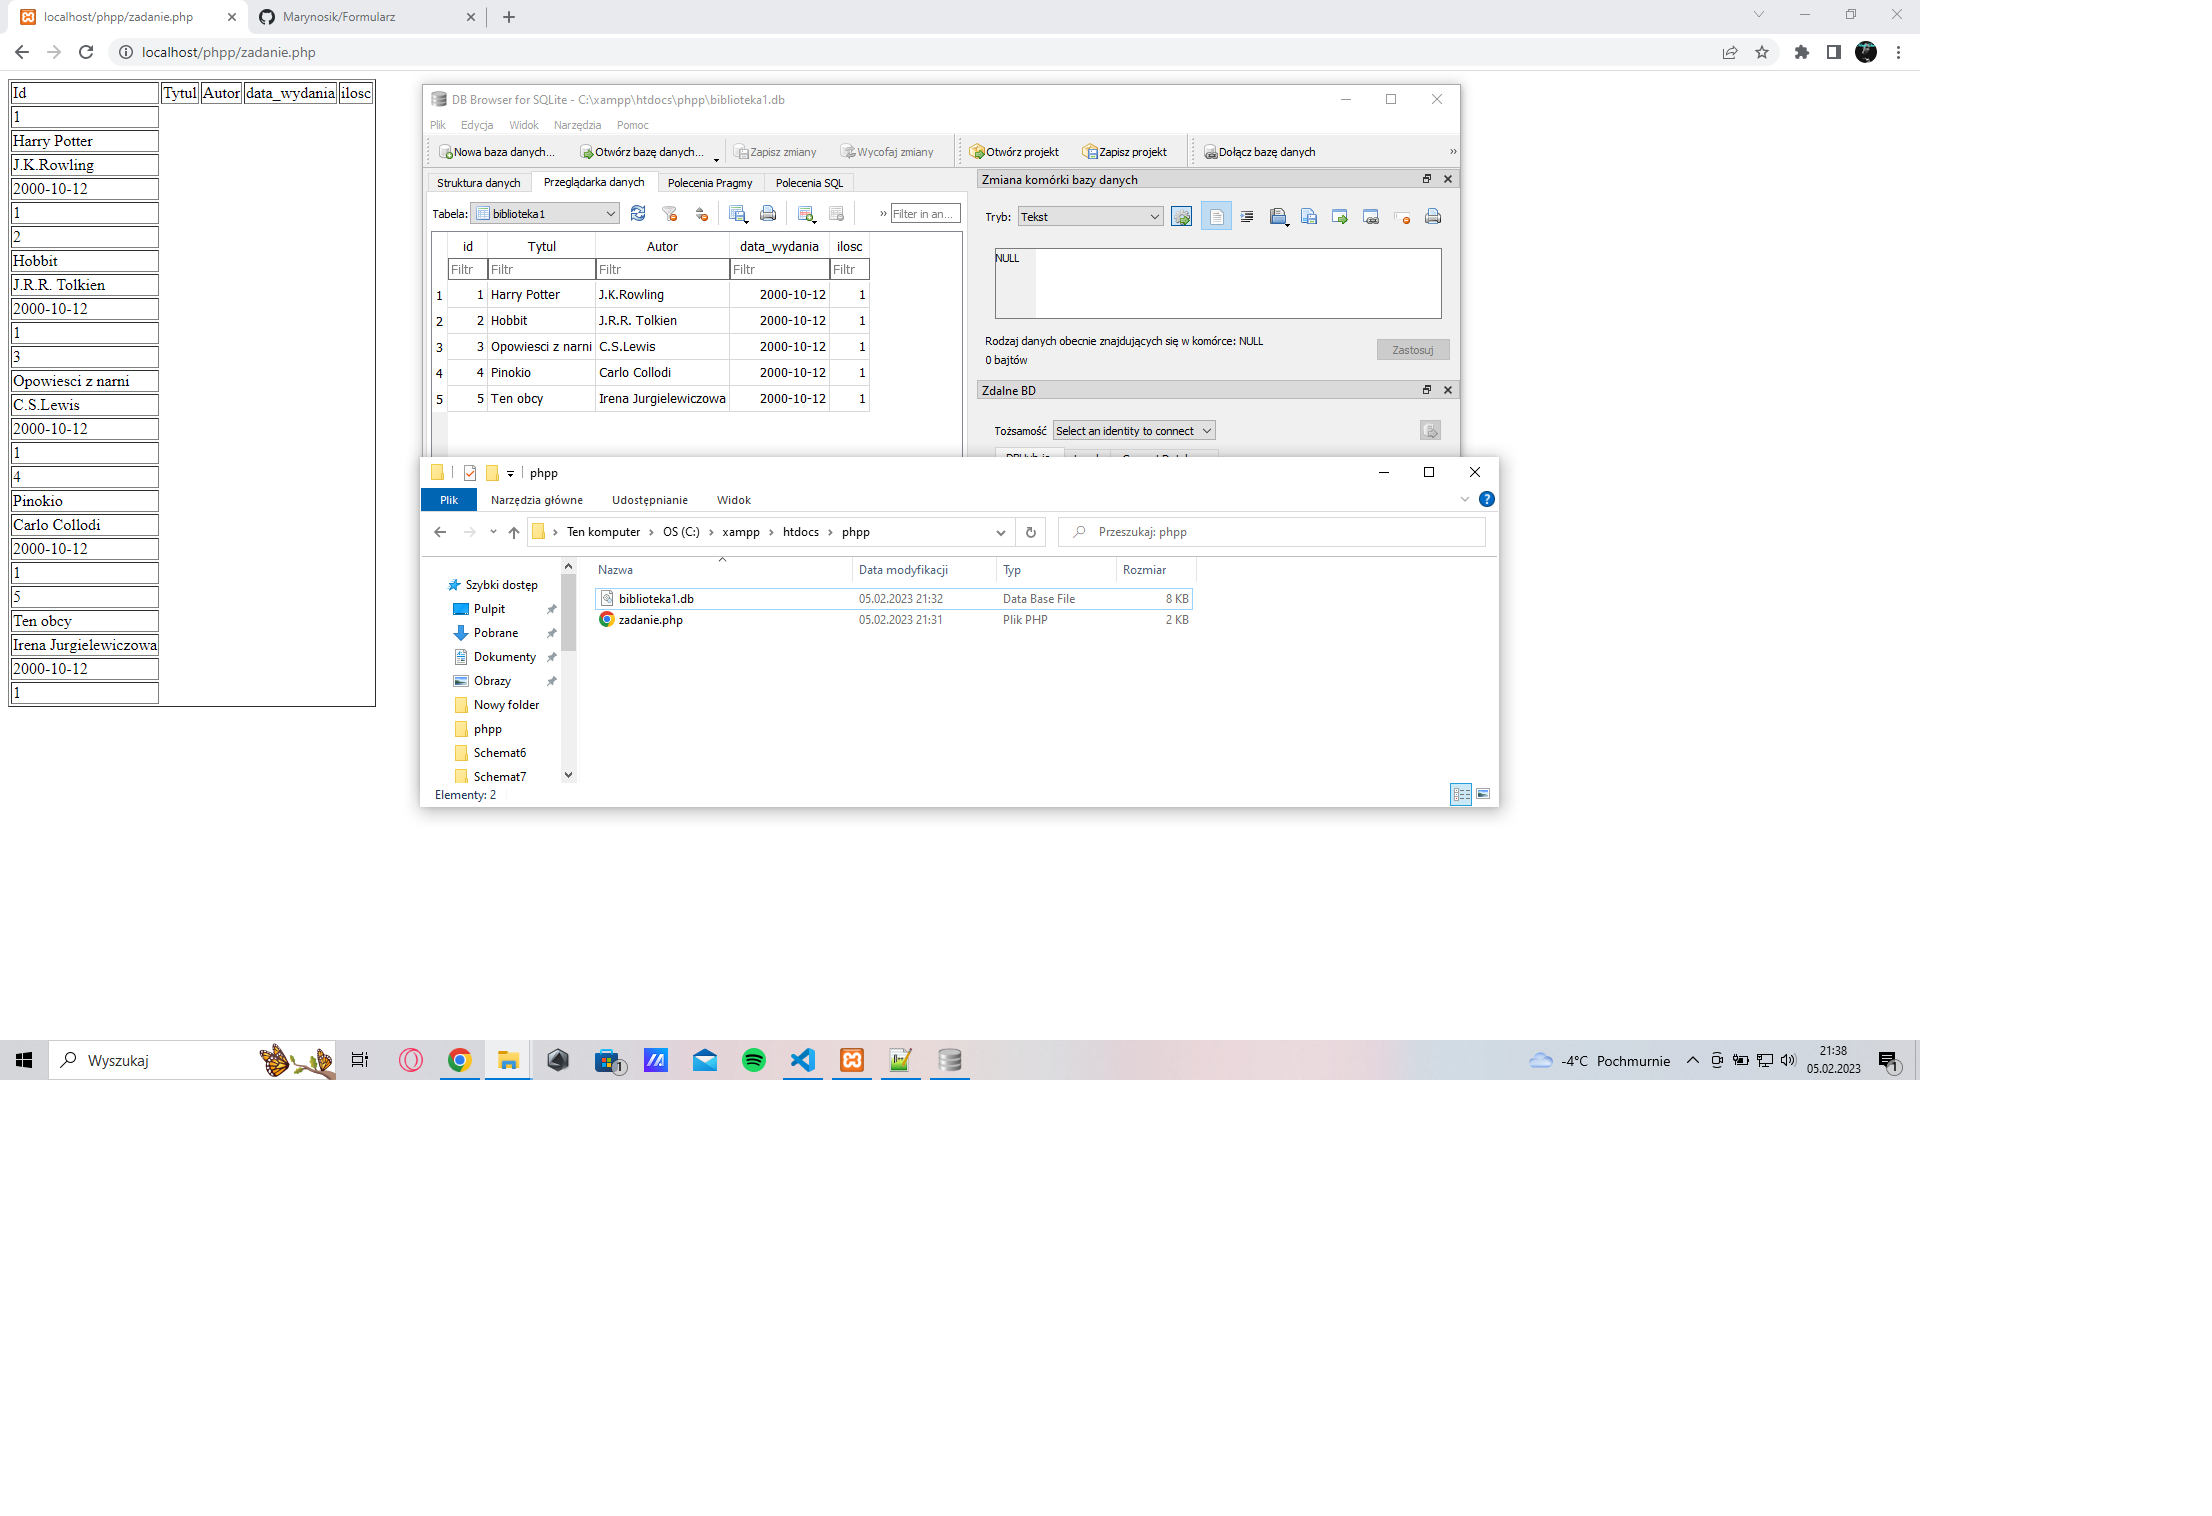 localhost/phpp/zadanie.php
Marynosik/Formularz
localhost/phpp/zadanie.php
Id Tytul Autor data_wydania ilosc
1
Harry Potter
J.K.Rowling
2000-10-12
1
2
Hobbit
J.R.R. Tolkien
2000-10-12
1
3
Opowiesci z narni
C.S.Lewis
2000-10-12
1
4
Pinokio
Carlo Collodi
2000-10-12
1
5
Ten obcy
Irena Jurgielewiczowa
2000-10-12
1
DB Browser for SQLite - C:\xampp\htdocs\phpp\biblioteka1.db
Plik Edycja Widok Narzędzia Pomoc
Nowa baza danych... Otwórz bazę danych... Zapisz zmiany Wycofaj zmiany Otwórz projekt Zapisz projekt Dołącz bazę danych »
Struktura danych Przeglądarka danych Polecenia Pragmy Polecenia SQL
Tabela: biblioteka1 » Filter in an...
id Tytul Autor data_wydania ilosc
Filtr Filtr Filtr Filtr Filtr
1 1 Harry Potter J.K.Rowling 2000-10-12 1
2 2 Hobbit J.R.R. Tolkien 2000-10-12 1
3 3 Opowiesci z narni C.S.Lewis 2000-10-12 1
4 4 Pinokio Carlo Collodi 2000-10-12 1
5 5 Ten obcy Irena Jurgielewiczowa 2000-10-12 1
Zmiana komórki bazy danych
Tryb: Tekst
NULL
Rodzaj danych obecnie znajdujących się w komórce: NULL
0 bajtów
Zastosuj
Zdalne BD
Tożsamość Select an identity to connect
phpp
Plik Narzędzia główne Udostępnianie Widok
Ten komputer > OS (C:) > xampp > htdocs > phpp
Przeszukaj: phpp
Szybki dostęp
Pulpit
Pobrane
Dokumenty
Obrazy
Nowy folder
phpp
Schemat6
Schemat7
Nazwa Data modyfikacji Typ Rozmiar
biblioteka1.db 05.02.2023 21:32 Data Base File 8 KB
zadanie.php 05.02.2023 21:31 Plik PHP 2 KB
Elementy: 2
Wyszukaj
1
-4°C Pochmurnie
21:38
05.02.2023
1